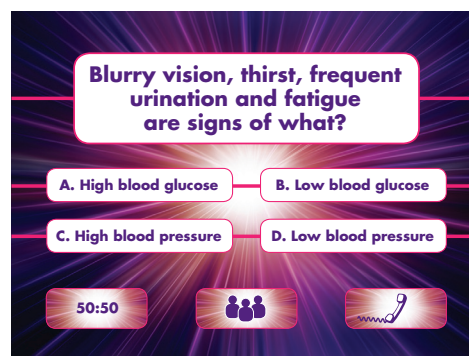 Blurry vision, thirst, frequent
urination and fatigue
are signs of what?
A. High blood glucose
B. Low blood glucose
C. High blood pressure
D. Low blood pressure
50:50